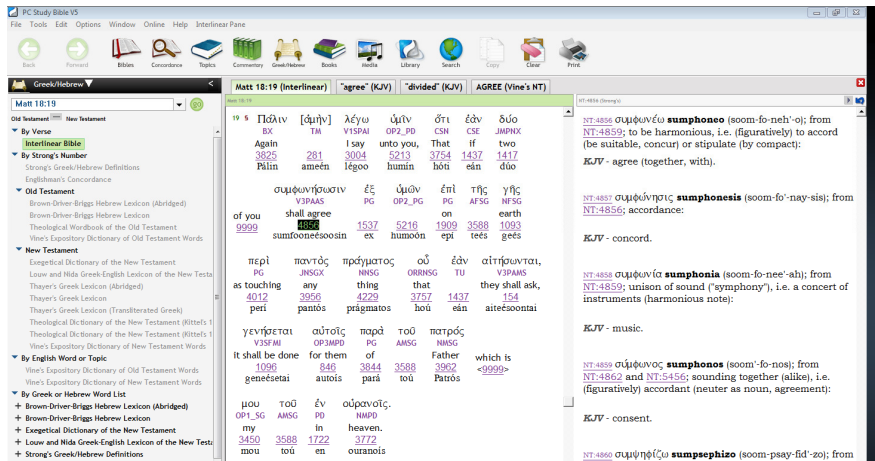 PC Study Bible V5
File Tools Edit Options Window Online Help Interlinear Pane
Back Forward Bibles Concordance Topics Commentary Greek/Hebrew Books Media Library Search Copy Clear Print
Greek/Hebrew <
Matt 18:19 go
Old Testament New Testament
By Verse
Interlinear Bible
By Strong's Number
Strong's Greek/Hebrew Definitions
Englishman's Concordance
Old Testament
Brown-Driver-Briggs Hebrew Lexicon (Abridged)
Brown-Driver-Briggs Hebrew Lexicon
Theological Wordbook of the Old Testament
Vine's Expository Dictionary of Old Testament Words
New Testament
Exegetical Dictionary of the New Testament
Louw and Nida Greek-English Lexicon of the New Testa
Thayer's Greek Lexicon (Abridged)
Thayer's Greek Lexicon
Thayer's Greek Lexicon (Transliterated Greek)
Theological Dictionary of the New Testament (Kittel's 1
Theological Dictionary of the New Testament (Kittel's 1
Vine's Expository Dictionary of New Testament Words
By English Word or Topic
Vine's Expository Dictionary of Old Testament Words
Vine's Expository Dictionary of New Testament Words
By Greek or Hebrew Word List
+ Brown-Driver-Briggs Hebrew Lexicon (Abridged)
+ Brown-Driver-Briggs Hebrew Lexicon
+ Exegetical Dictionary of the New Testament
+ Louw and Nida Greek-English Lexicon of the New Testa
+ Strong's Greek/Hebrew Definitions
Matt 18:19 (Interlinear) "agree" (KJV) "divided" (KJV) AGREE (Vine's NT)
Matt 18:19
19 § Πάλιν [ἀμὴν] λέγω ὑμῖν ὅτι ἐὰν δύο
BX TM V1SPAI OP2_PD CSN CSE JMPNX
Again I say unto you, That if two
3825 281 3004 5213 3754 1437 1417
Pálin ameén légoo humín hóti eán dúo
συμφωνήσωσιν ἐξ ὑμῶν ἐπὶ τῆς γῆς
V3PAAS PG OP2_PG PG AFSG NFSG
of you shall agree on earth
9999 4856 1537 5216 1909 3588 1093
sumfooneésoosin ex humoón epí teés geés
περὶ παντὸς πράγματος οὗ ἐὰν αἰτήσωνται,
PG JNSGX NNSG ORRNSG TU V3PAMS
as touching any thing that they shall ask,
4012 3956 4229 3757 1437 154
perí pantós prágmatos hoú eán aiteésoontai
γενήσεται αὐτοῖς παρὰ τοῦ πατρός
V3SFMI OP3MPD PG AMSG NMSG
it shall be done for them of Father which is
1096 846 3844 3588 3962 <9999>
geneésetai autoís pará toú Patrós
μου τοῦ ἐν οὐρανοῖς.
OP1_SG AMSG PD NMPD
my in heaven.
3450 3588 1722 3772
mou toú en ouranoís
NT:4856 (Strong's)
NT:4856 συμφωνέω sumphoneo (soom-fo-neh'-o); from
NT:4859; to be harmonious, i.e. (figuratively) to accord
(be suitable, concur) or stipulate (by compact):
KJV - agree (together, with).
NT:4857 συμφώνησις sumphonesis (soom-fo'-nay-sis); from
NT:4856; accordance:
KJV - concord.
NT:4858 συμφωνία sumphonia (soom-fo-nee'-ah); from
NT:4859; unison of sound ("symphony"), i.e. a concert of
instruments (harmonious note):
KJV - music.
NT:4859 σύμφωνος sumphonos (soom'-fo-nos); from
NT:4862 and NT:5456; sounding together (alike), i.e.
(figuratively) accordant (neuter as noun, agreement):
KJV - consent.
NT:4860 συμψηφίζω sumpsephizo (soom-psay-fid'-zo); from